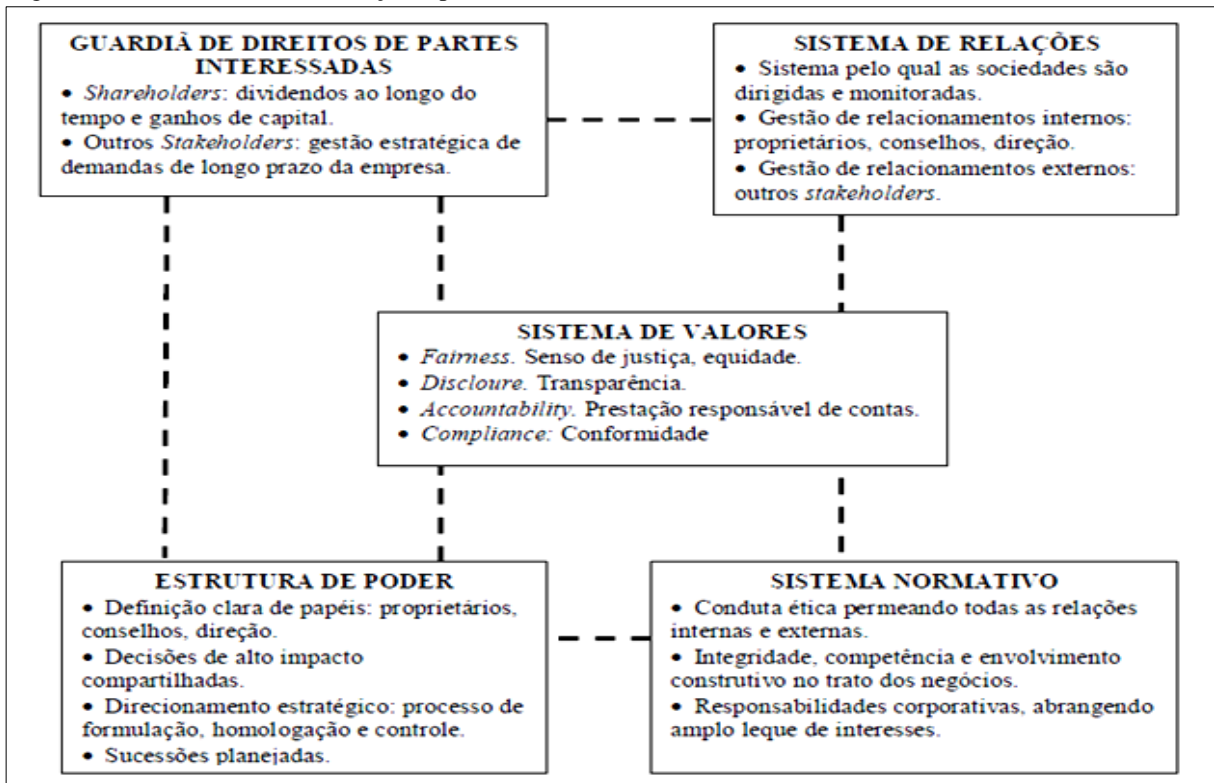 GUARDIÃ DE DIREITOS DE PARTES
INTERESSADAS
• Shareholders: dividendos ao longo do
tempo e ganhos de capital.
• Outros Stakeholders: gestão estratégica de
demandas de longo prazo da empresa.
SISTEMA DE RELAÇÕES
• Sistema pelo qual as sociedades são
dirigidas e monitoradas.
• Gestão de relacionamentos internos:
proprietários, conselhos, direção.
• Gestão de relacionamentos externos:
outros stakeholders.
SISTEMA DE VALORES
• Fairness. Senso de justiça, equidade.
• Discloure. Transparência.
• Accountability. Prestação responsável de contas.
• Compliance: Conformidade
ESTRUTURA DE PODER
• Definição clara de papéis: proprietários,
conselhos, direção.
• Decisões de alto impacto
compartilhadas.
• Direcionamento estratégico: processo de
formulação, homologação e controle.
• Sucessões planejadas.
SISTEMA NORMATIVO
• Conduta ética permeando todas as relações
internas e externas.
• Integridade, competência e envolvimento
construtivo no trato dos negócios.
• Responsabilidades corporativas, abrangendo
amplo leque de interesses.